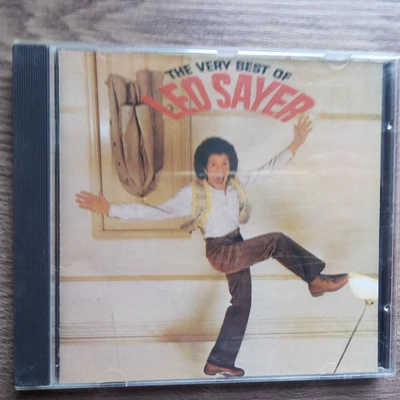 THE VERY BEST OF
LEO SAYER